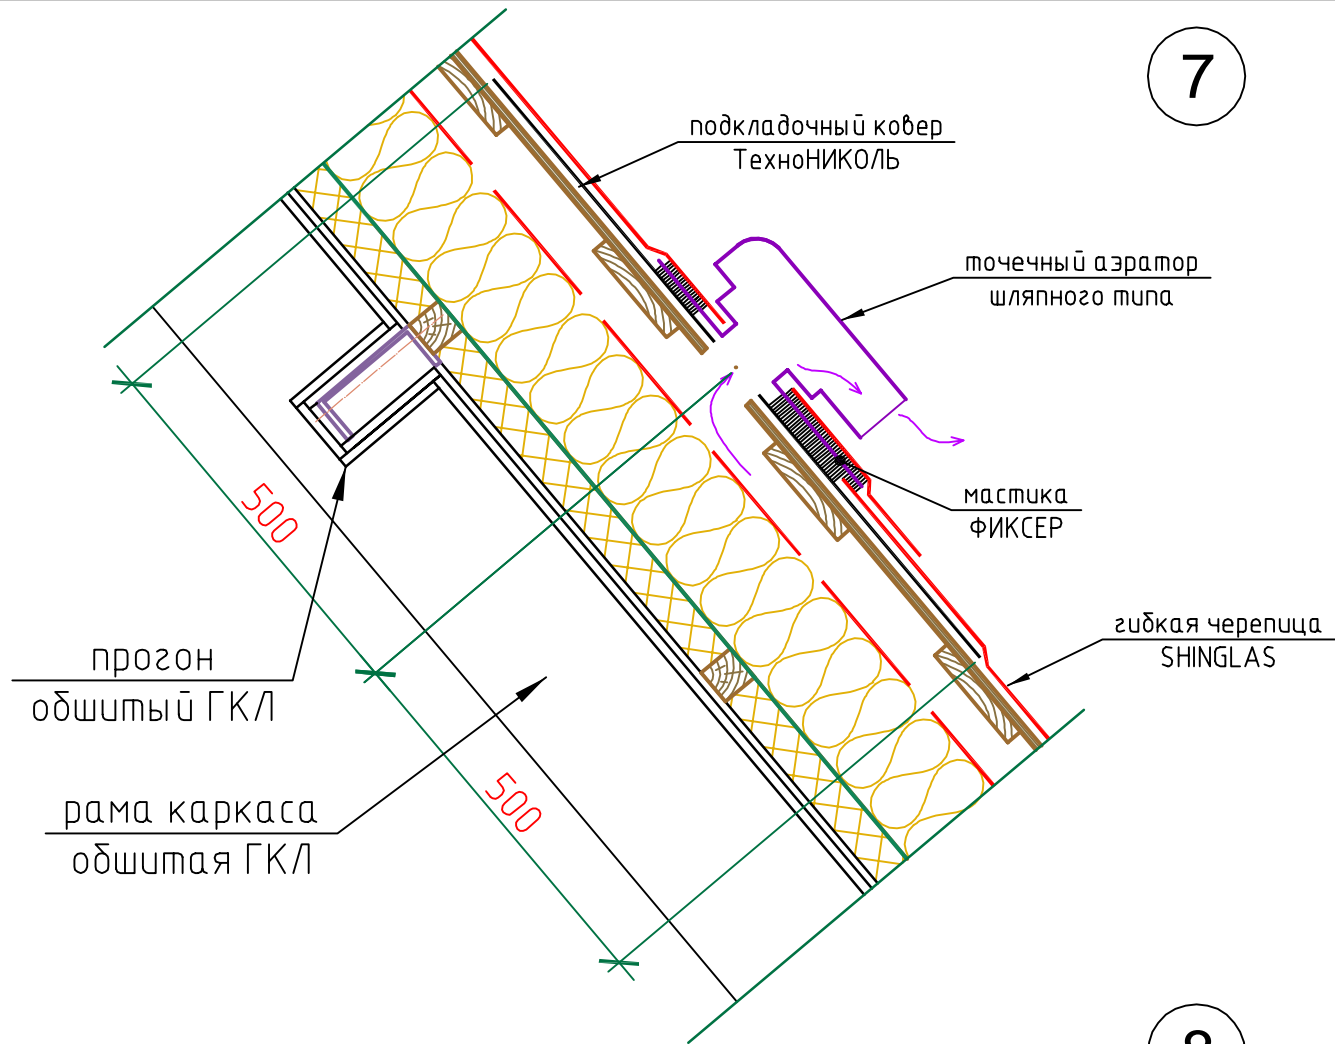 7
подкладочный ковер
ТехноНИКОЛЬ
точечный аэратор
шляпного типа
мастика
ФИКСЕР
500
гибкая черепица
SHINGLAS
прогон
обшитый ГКЛ
500
рама каркаса
обшитая ГКЛ
8